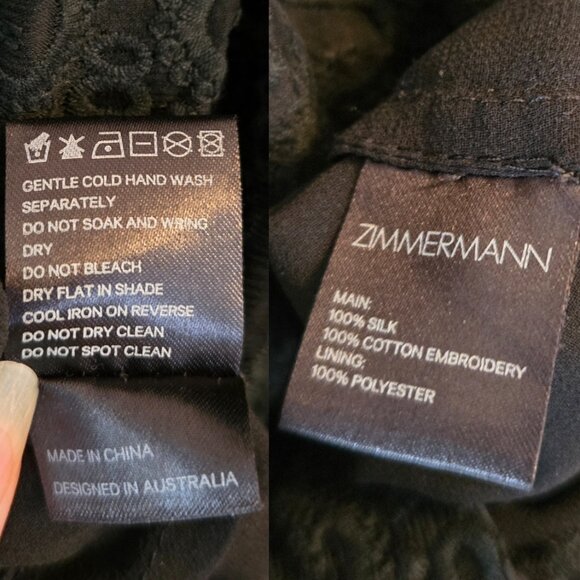 GENTLE COLD HAND WASH
SEPARATELY
DO NOT SOAK AND WRING
DRY
DO NOT BLEACH
DRY FLAT IN SHADE
COOL IRON ON REVERSE
DO NOT DRY CLEAN
DO NOT SPOT CLEAN
MADE IN CHINA
DESIGNED IN AUSTRALIA
ZIMMERMANN
MAIN:
100% SILK
100% COTTON EMBROIDERY
LINING:
100% POLYESTER